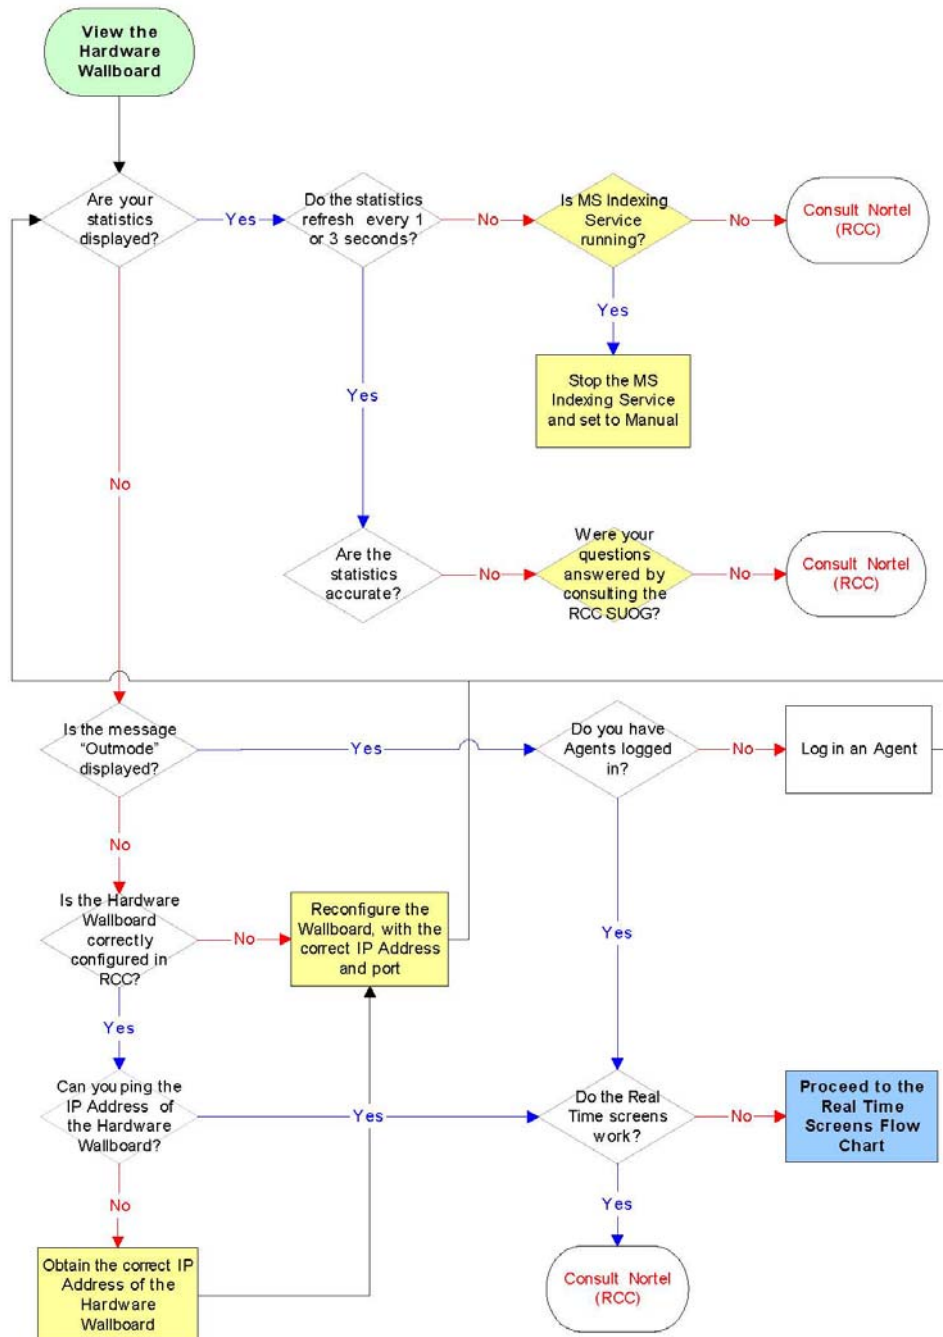 View the
Hardware
Wallboard
Are your
statistics
displayed?
Yes
Do the statistics
refresh every 1
or 3 seconds?
No
Is MS Indexing
Service
running?
No
Consult Nortel
(RCC)
Yes
Stop the MS
Indexing Service
and set to Manual
Yes
No
Are the
statistics
accurate?
No
Were your
questions
answered by
consulting the
RCC SUOG?
No
Consult Nortel
(RCC)
Is the message
“Outmode”
displayed?
Yes
Do you have
Agents logged
in?
No
Log in an Agent
No
Is the Hardware
Wallboard
correctly
configured in
RCC?
No
Reconfigure the
Wallboard, with the
correct IP Address
and port
Yes
Yes
Can you ping the
IP Address of
the Hardware
Wallboard?
Yes
Do the Real
Time screens
work?
No
Proceed to the
Real Time
Screens Flow
Chart
No
Yes
Obtain the correct IP
Address of the
Hardware
Wallboard
Consult Nortel
(RCC)